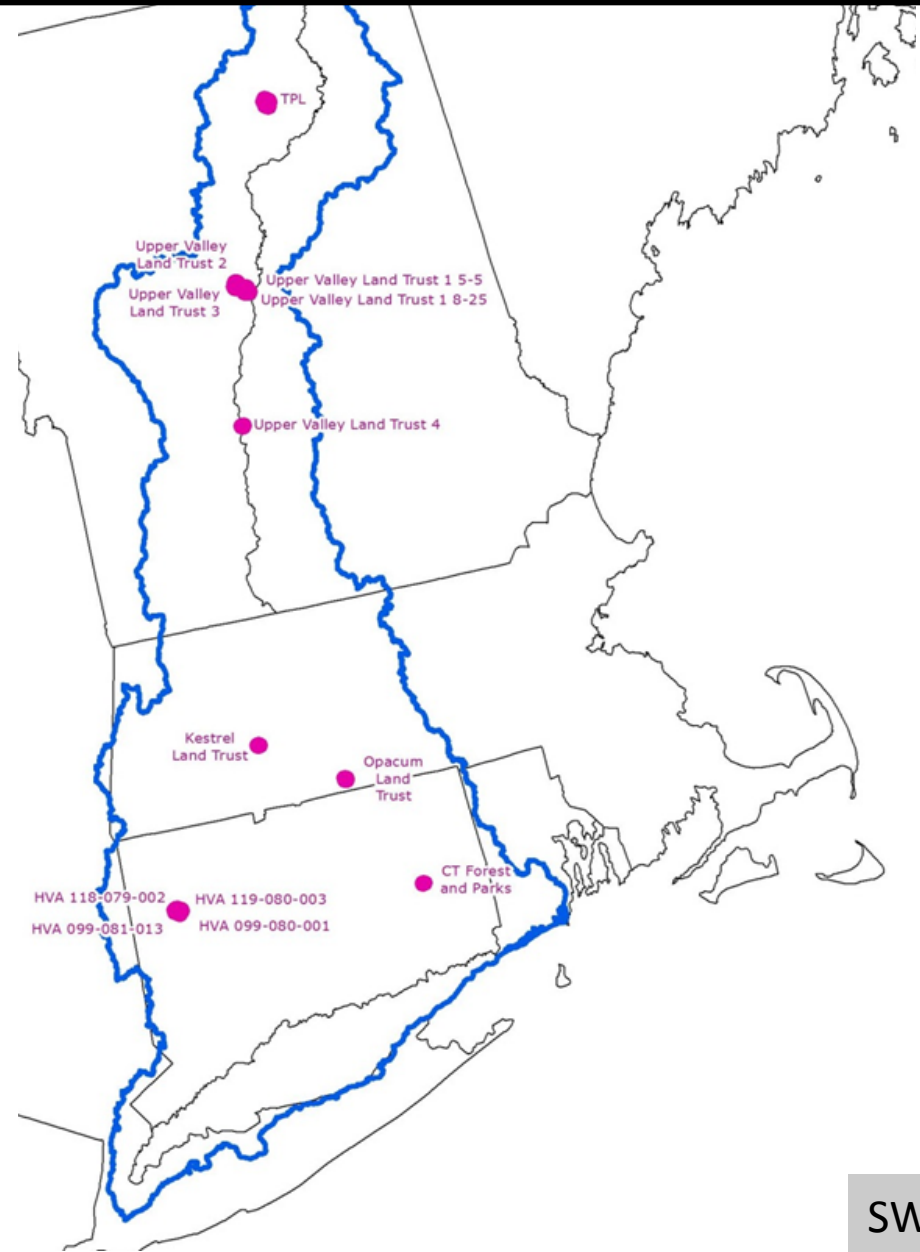 TPL
Upper Valley
Land Trust 2
Upper Valley
Land Trust 3
Upper Valley Land Trust 1 5-5
Upper Valley Land Trust 1 8-25
Upper Valley Land Trust 4
Kestrel
Land Trust
Opacum
Land
Trust
CT Forest
and Parks
HVA 118-079-002
HVA 119-080-003
HVA 099-081-013
HVA 099-080-001
SW